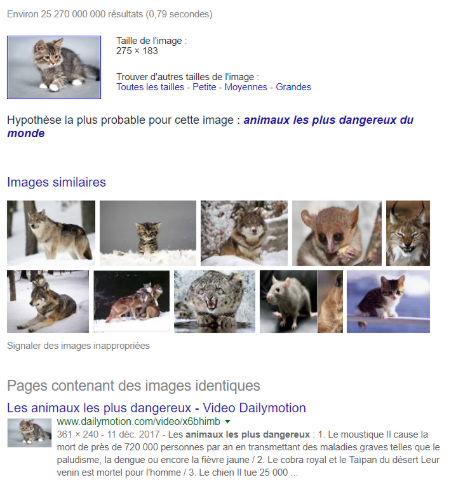 Environ 25 270 000 000 résultats (0,79 secondes)
Taille de l'image :
275 × 183
Trouver d'autres tailles de l'image :
Toutes les tailles - Petite - Moyennes - Grandes
Hypothèse la plus probable pour cette image : animaux les plus dangereux du
monde
Images similaires
Signaler des images inappropriées
Pages contenant des images identiques
Les animaux les plus dangereux - Video Dailymotion
www.dailymotion.com/video/x6bhimb
361 × 240 - 11 déc. 2017 - Les animaux les plus dangereux : 1. Le moustique Il cause la
mort de près de 720 000 personnes par an en transmettant des maladies graves telles que le
paludisme, la dengue ou encore la fièvre jaune / 2. Le cobra royal et le Taipan du désert Leur
venin est mortel pour l'homme / 3. Le chien Il tue 25 000 ...